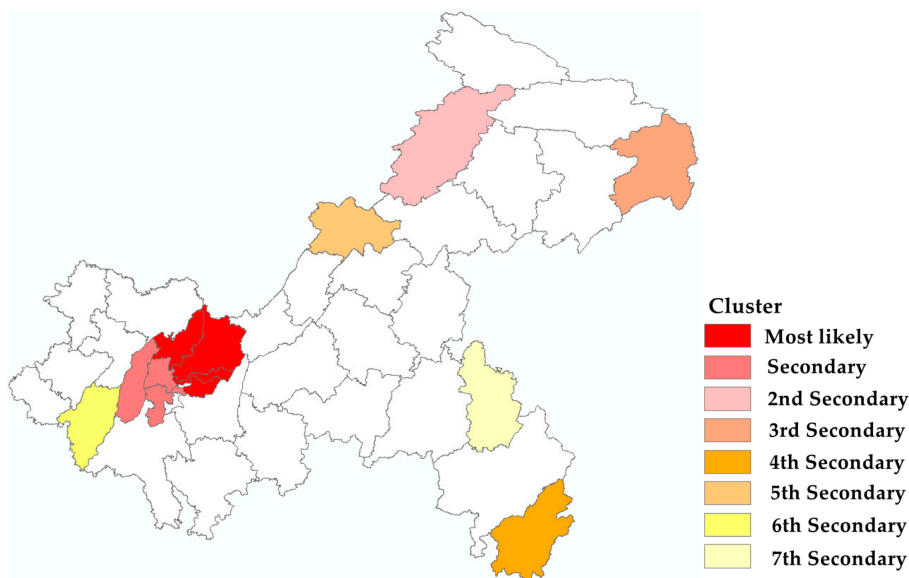 Cluster
Most likely
Secondary
2nd Secondary
3rd Secondary
4th Secondary
5th Secondary
6th Secondary
7th Secondary